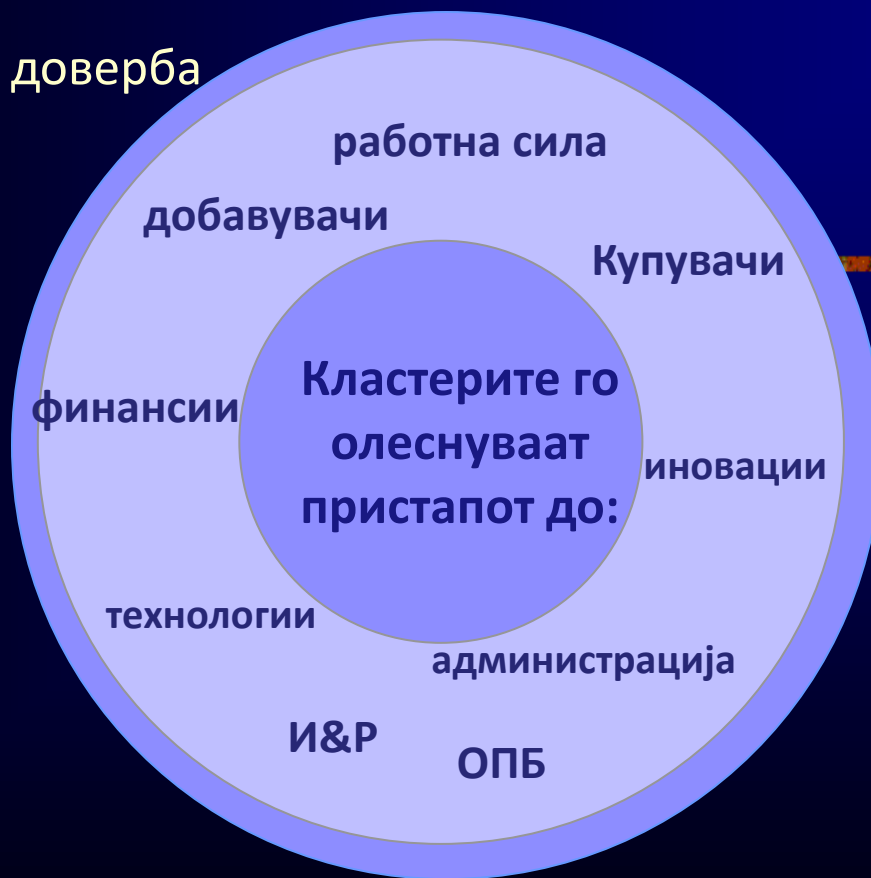 доверба
работна сила
добавувачи
Купувачи
Кластерите го
олеснуваат
пристапот до:
финансии
иновации
технологии
администрација
И&Р
ОПБ